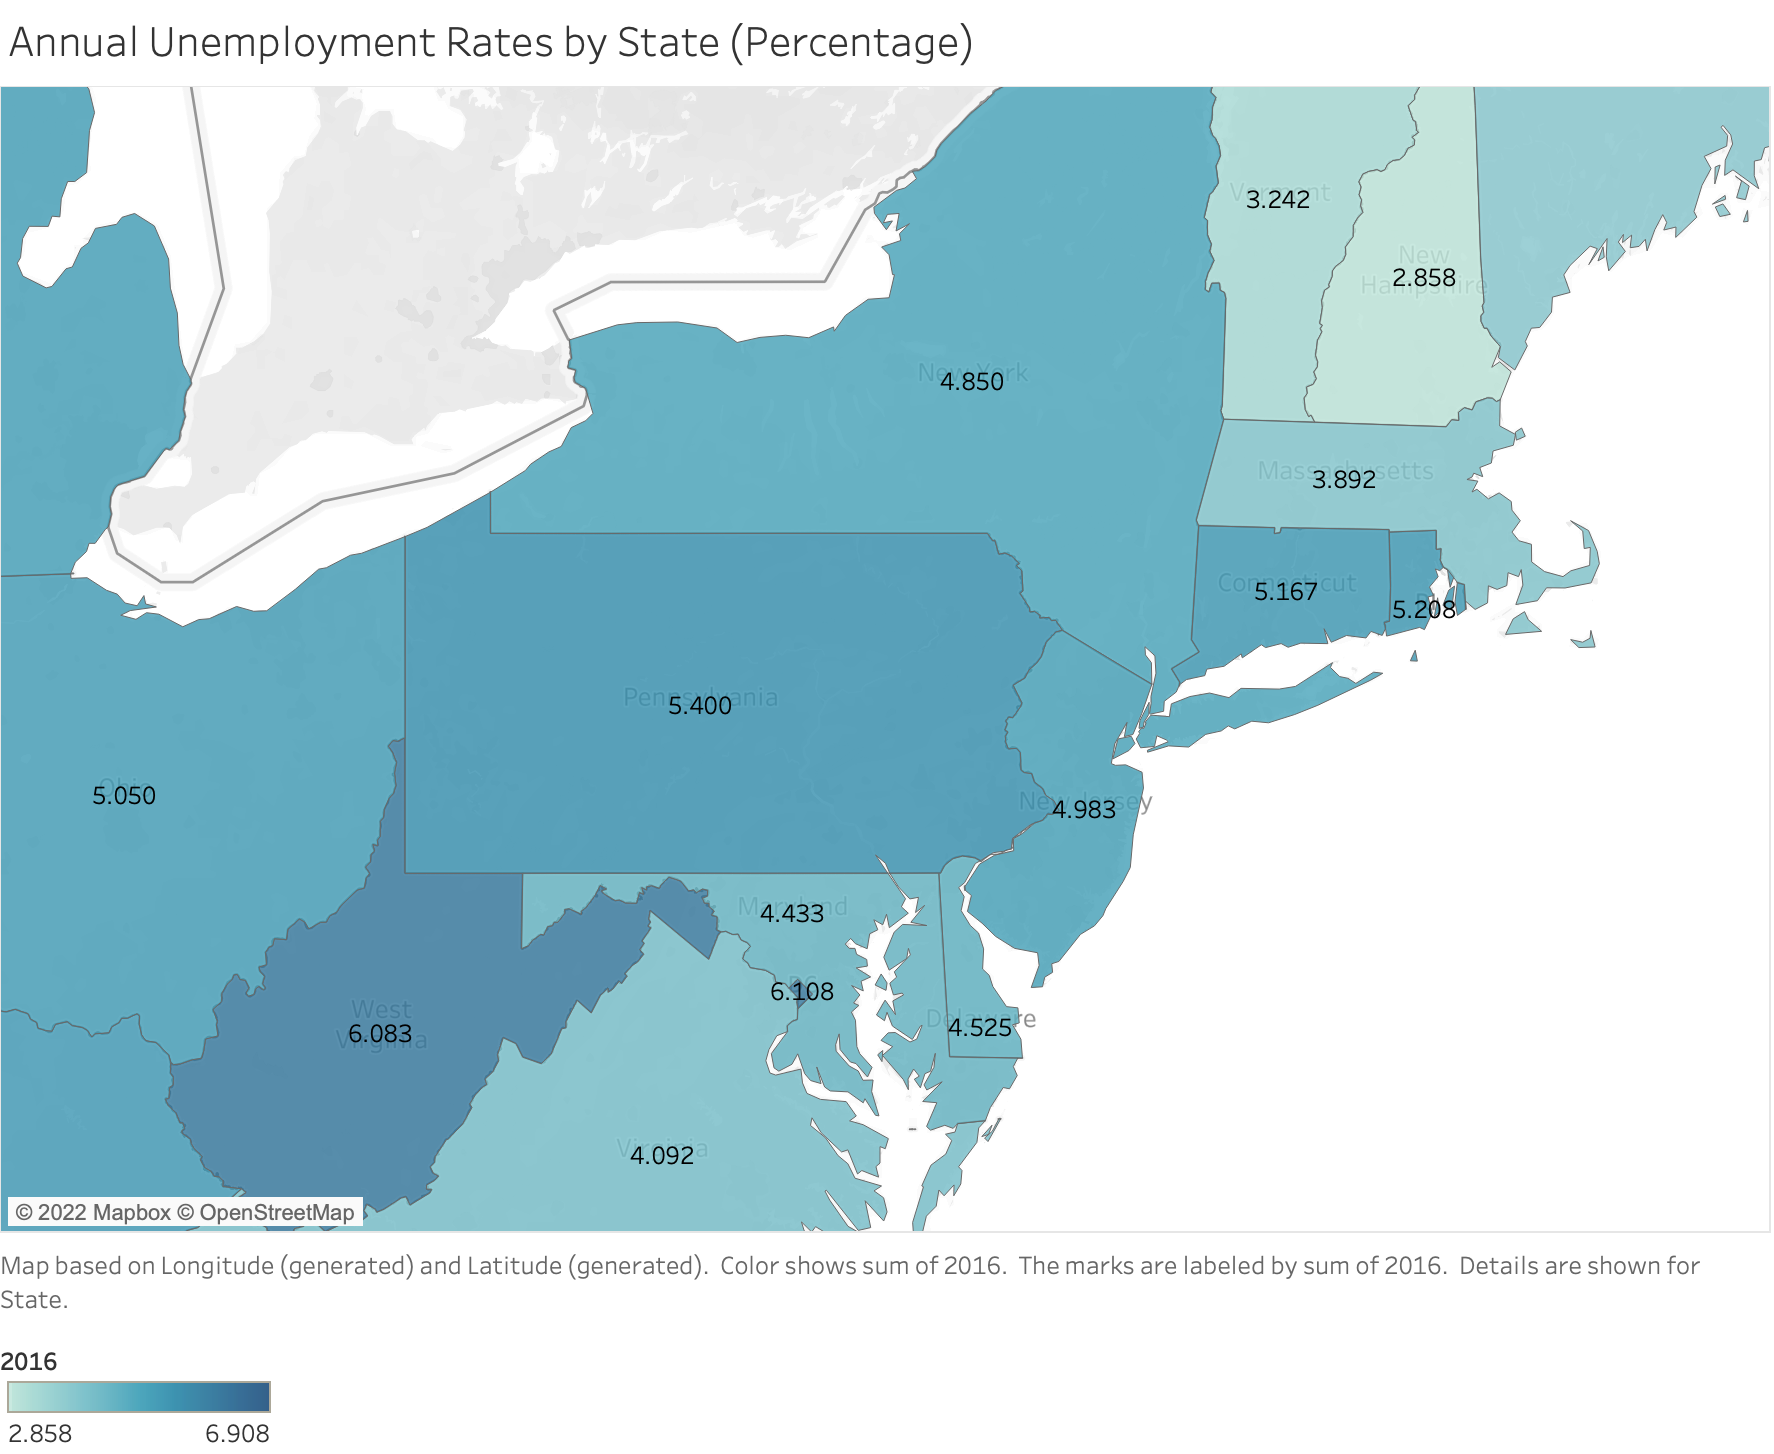 Annual Unemployment Rates by State (Percentage)
Vermont
3.242
New
2.858
Hampshire
New York
4.850
Massachusetts
3.892
Connecticut
5.167
5.208
Pennsylvania
5.400
Ohio
5.050
New Jersey
4.983
Maryland
4.433
DC
6.108
West
6.083
Virginia
Delaware
4.525
Virginia
4.092
© 2022 Mapbox © OpenStreetMap
Map based on Longitude (generated) and Latitude (generated).  Color shows sum of 2016.  The marks are labeled by sum of 2016.  Details are shown for
State.
2016
2.858 6.908